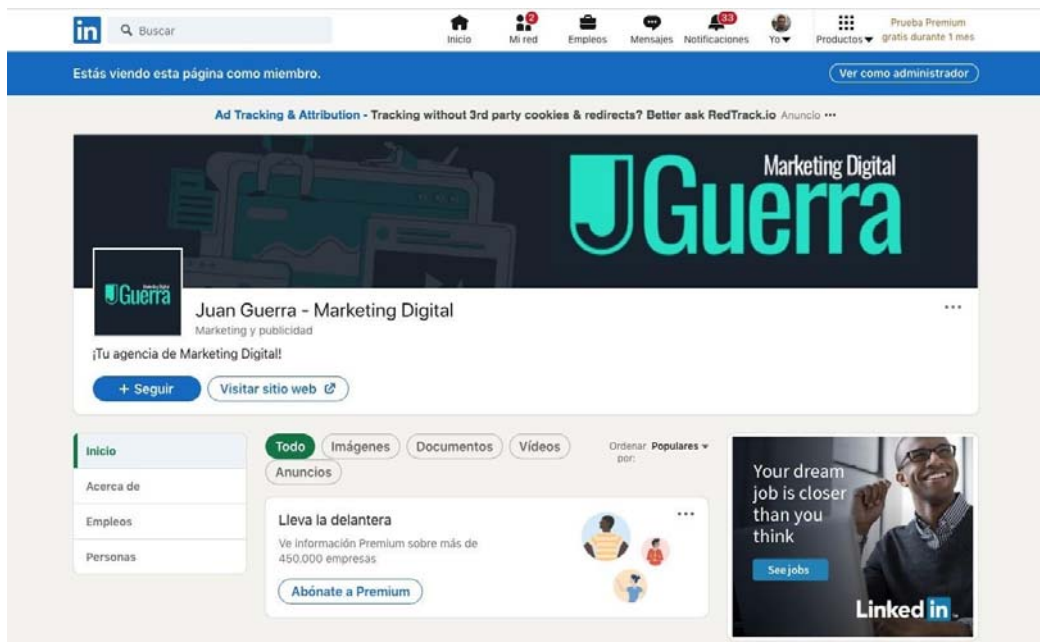 in Buscar
2
33
Inicio Mi red Empleos Mensajes Notificaciones Yo Productos
Prueba Premium
gratis durante 1 mes
Estás viendo esta página como miembro.
Ver como administrador
Ad Tracking & Attribution - Tracking without 3rd party cookies & redirects? Better ask RedTrack.io Anuncio •••
Marketing Digital
JGuerra
Marketing Digital
JGuerra
Juan Guerra - Marketing Digital
Marketing y publicidad
¡Tu agencia de Marketing Digital!
+ Seguir
Visitar sitio web
Inicio
Acerca de
Empleos
Personas
Todo Imágenes Documentos Vídeos
Anuncios
Ordenar Populares
por:
Lleva la delantera
Ve información Premium sobre más de
450.000 empresas
Abónate a Premium
Your dream
job is closer
than you
think
See jobs
Linked in